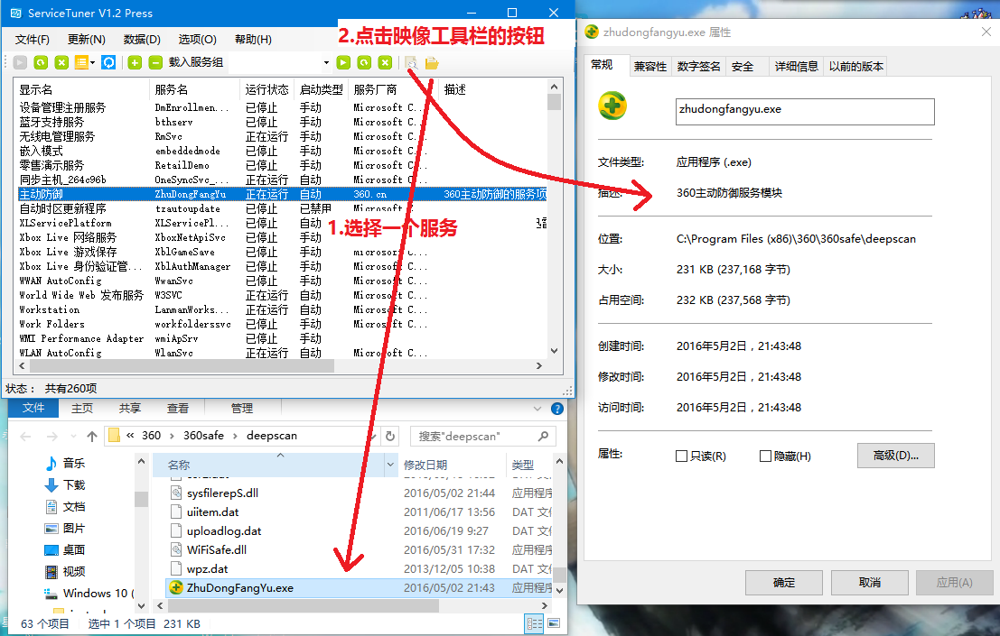 ServiceTuner V1.2 Press
文件(F) 更新(N) 数据(D) 选项(O) 帮助(H)
2.点击映像工具栏的按钮
载入服务组
显示名 服务名 运行状态 启动类型 服务厂商 描述
设备管理注册服务 DmEnrollmen... 已停止 手动 Microsoft C...
蓝牙支持服务 bthserv 已停止 手动 Microsoft C...
无线电管理服务 RmSvc 正在运行 手动 Microsoft C...
嵌入模式 embeddedmode 已停止 手动 Microsoft C...
零售演示服务 RetailDemo 已停止 手动 Microsoft C...
同步主机_264c96b OneSyncSvc_... 已停止 手动 Microsoft C...
主动防御 ZhuDongFangYu 正在运行 自动 360.cn 360主动防御的服务项
自动时区更新程序 tzautoupdate 已停止 已禁用 Microsoft
XLServicePlatform XLServicePl... 已停止 自动
1.选择一个服务
Xbox Live 网络服务 XboxNetApiSvc 已停止 手动
Xbox Live 游戏保存 XblGameSave 已停止 手动 Microsoft C...
Xbox Live 身份验证管... XblAuthManager 已停止 手动 Microsoft C...
WWAN AutoConfig WwanSvc 已停止 手动 Microsoft C...
World Wide Web 发布服务 W3SVC 正在运行 自动 Microsoft C...
Workstation LanmanWorks... 正在运行 自动 Microsoft C...
Work Folders workfolderssvc 已停止 手动 Microsoft C...
WMI Performance Adapter wmiApSrv 已停止 手动
WLAN AutoConfig WlanSvc 正在运行 自动 Microsoft C...
状态： 共有260项
文件 主页 共享 查看 管理
« 360 › 360safe › deepscan
搜索"deepscan"
名称 修改日期 类型
音乐
下载
文档
图片
桌面
视频
Windows 10 (
sysfilerepS.dll 2016/05/02 21:44 应用程序
uiitem.dat 2011/06/17 13:56 DAT 文
uploadlog.dat 2016/06/19 9:27 DAT 文
WiFiSafe.dll 2016/05/31 17:32 应用程序
wpz.dat 2013/12/05 10:38 DAT 文
ZhuDongFangYu.exe 2016/05/02 21:43 应用程序
63 个项目 选中 1 个项目 231 KB
zhudongfangyu.exe 属性
常规 兼容性 数字签名 安全 详细信息 以前的版本
zhudongfangyu.exe
文件类型: 应用程序 (.exe)
描述: 360主动防御服务模块
位置: C:\Program Files (x86)\360\360safe\deepscan
大小: 231 KB (237,168 字节)
占用空间: 232 KB (237,568 字节)
创建时间: 2016年5月2日，21:43:48
修改时间: 2016年5月2日，21:43:48
访问时间: 2016年5月2日，21:43:48
属性: 只读(R) 隐藏(H) 高级(D)...
确定 取消 应用(A)